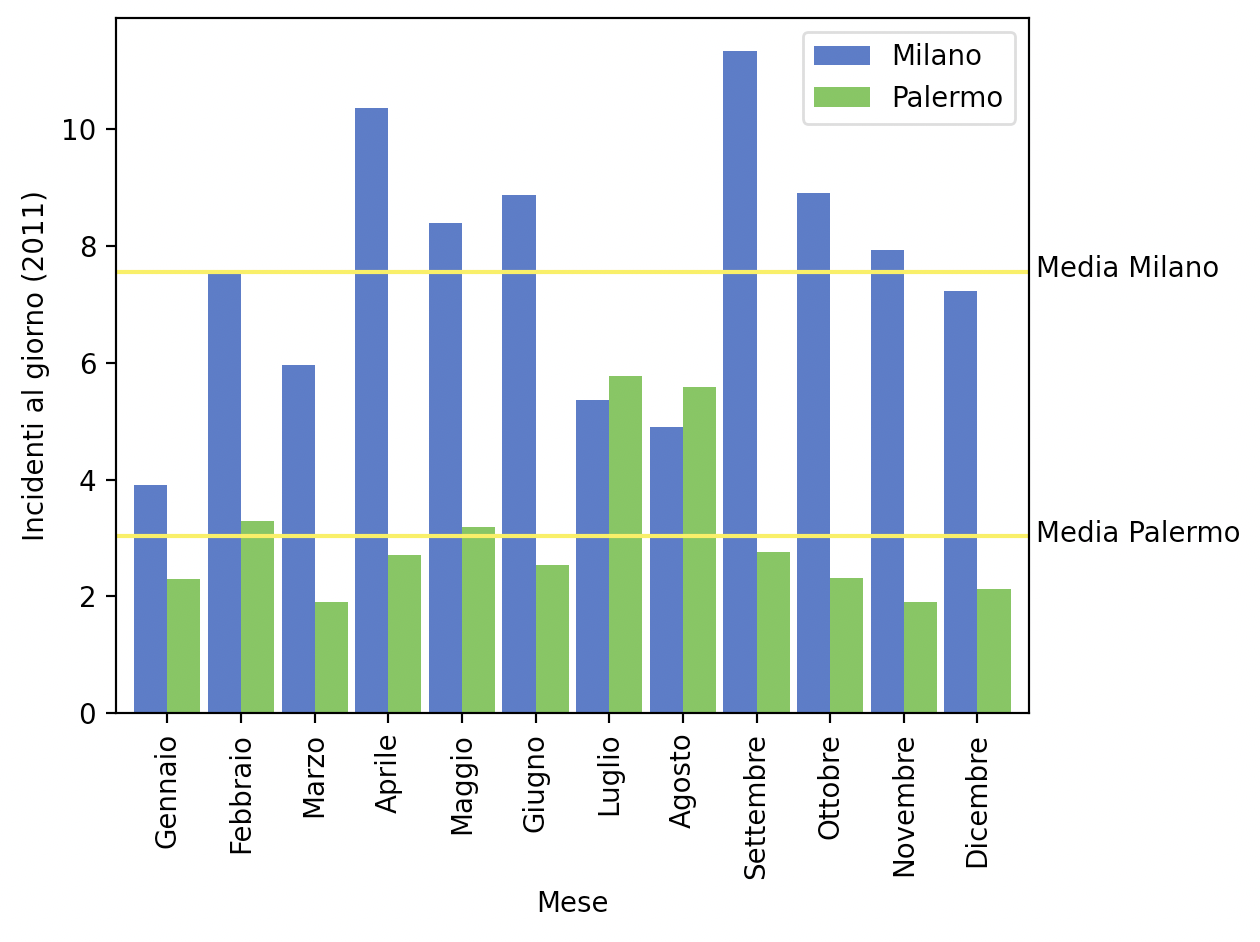 Milano
Palermo
Incidenti al giorno (2011)
10
8
6
4
2
0
Media Milano
Media Palermo
Gennaio
Febbraio
Marzo
Aprile
Maggio
Giugno
Luglio
Agosto
Settembre
Ottobre
Novembre
Dicembre
Mese